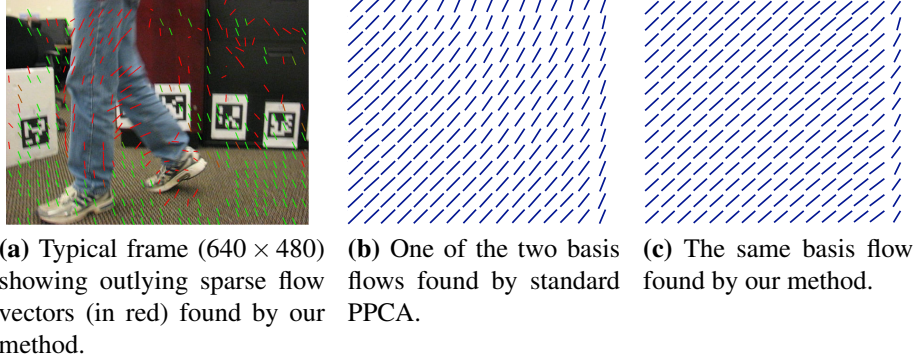 (a) Typical frame (640 × 480)
showing outlying sparse flow
vectors (in red) found by our
method.
(b) One of the two basis
flows found by standard
PPCA.
(c) The same basis flow
found by our method.